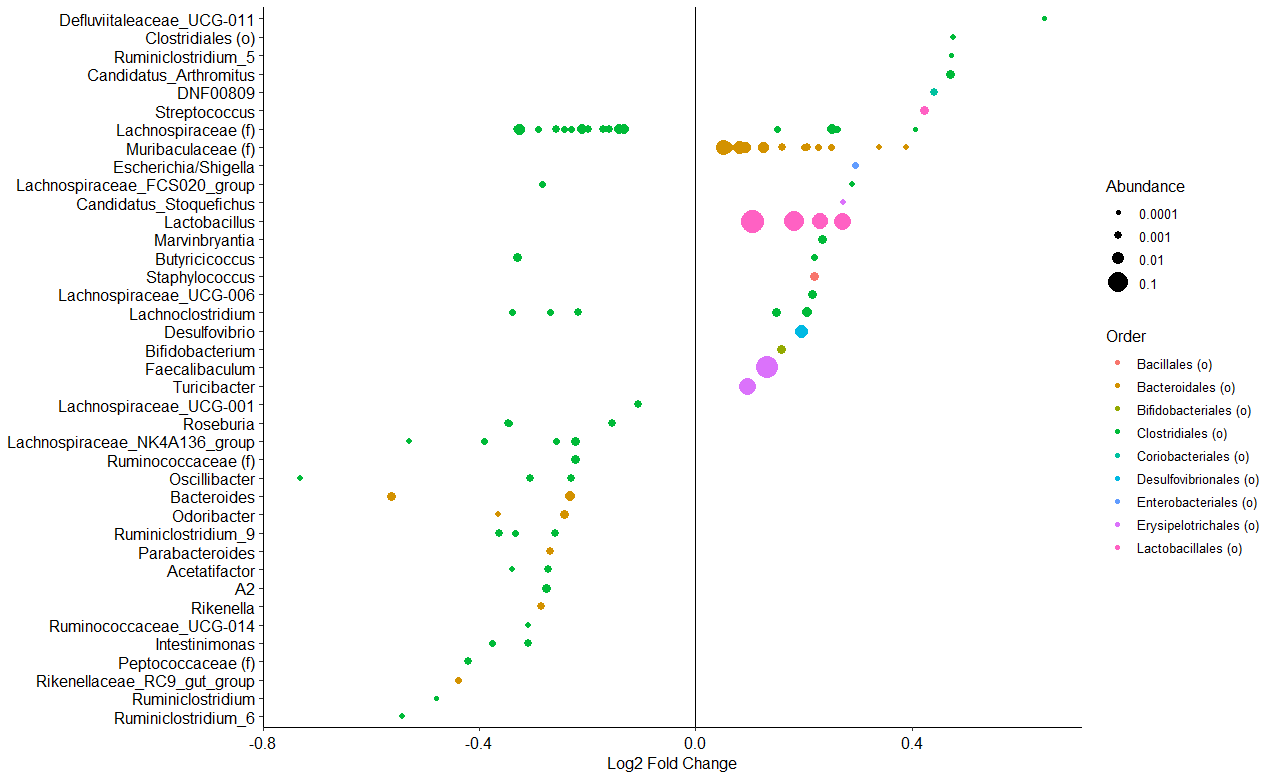 Defluviitaleaceae_UCG-011
Clostridiales (o)
Ruminiclostridium_5
Candidatus_Arthromitus
DNF00809
Streptococcus
Lachnospiraceae (f)
Muribaculaceae (f)
Escherichia/Shigella
Lachnospiraceae_FCS020_group
Candidatus_Stoquefichus
Lactobacillus
Marvinbryantia
Butyricicoccus
Staphylococcus
Lachnospiraceae_UCG-006
Lachnoclostridium
Desulfovibrio
Bifidobacterium
Faecalibaculum
Turicibacter
Lachnospiraceae_UCG-001
Roseburia
Lachnospiraceae_NK4A136_group
Ruminococcaceae (f)
Oscillibacter
Bacteroides
Odoribacter
Ruminiclostridium_9
Parabacteroides
Acetatifactor
A2
Rikenella
Ruminococcaceae_UCG-014
Intestinimonas
Peptococcaceae (f)
Rikenellaceae_RC9_gut_group
Ruminiclostridium
Ruminiclostridium_6
-0.8 -0.4 0.0 0.4
Log2 Fold Change
Abundance
0.0001
0.001
0.01
0.1
Order
Bacillales (o)
Bacteroidales (o)
Bifidobacteriales (o)
Clostridiales (o)
Coriobacteriales (o)
Desulfovibrionales (o)
Enterobacteriales (o)
Erysipelotrichales (o)
Lactobacillales (o)